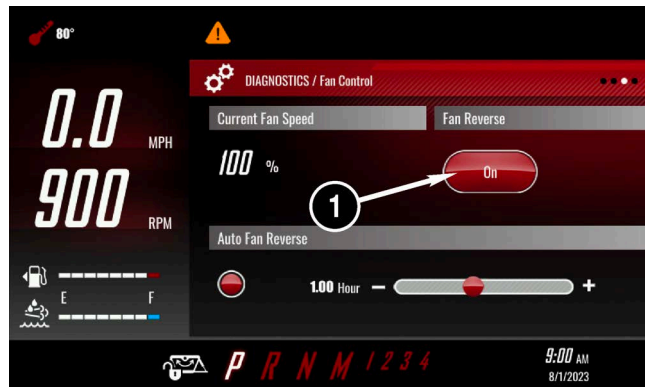 80°
DIAGNOSTICS / Fan Control
0.0 MPH
Current Fan Speed
Fan Reverse
100 %
On
1
900 RPM
Auto Fan Reverse
1.00 Hour − +
E F
P R N M 1 2 3 4
9:00 AM
8/1/2023